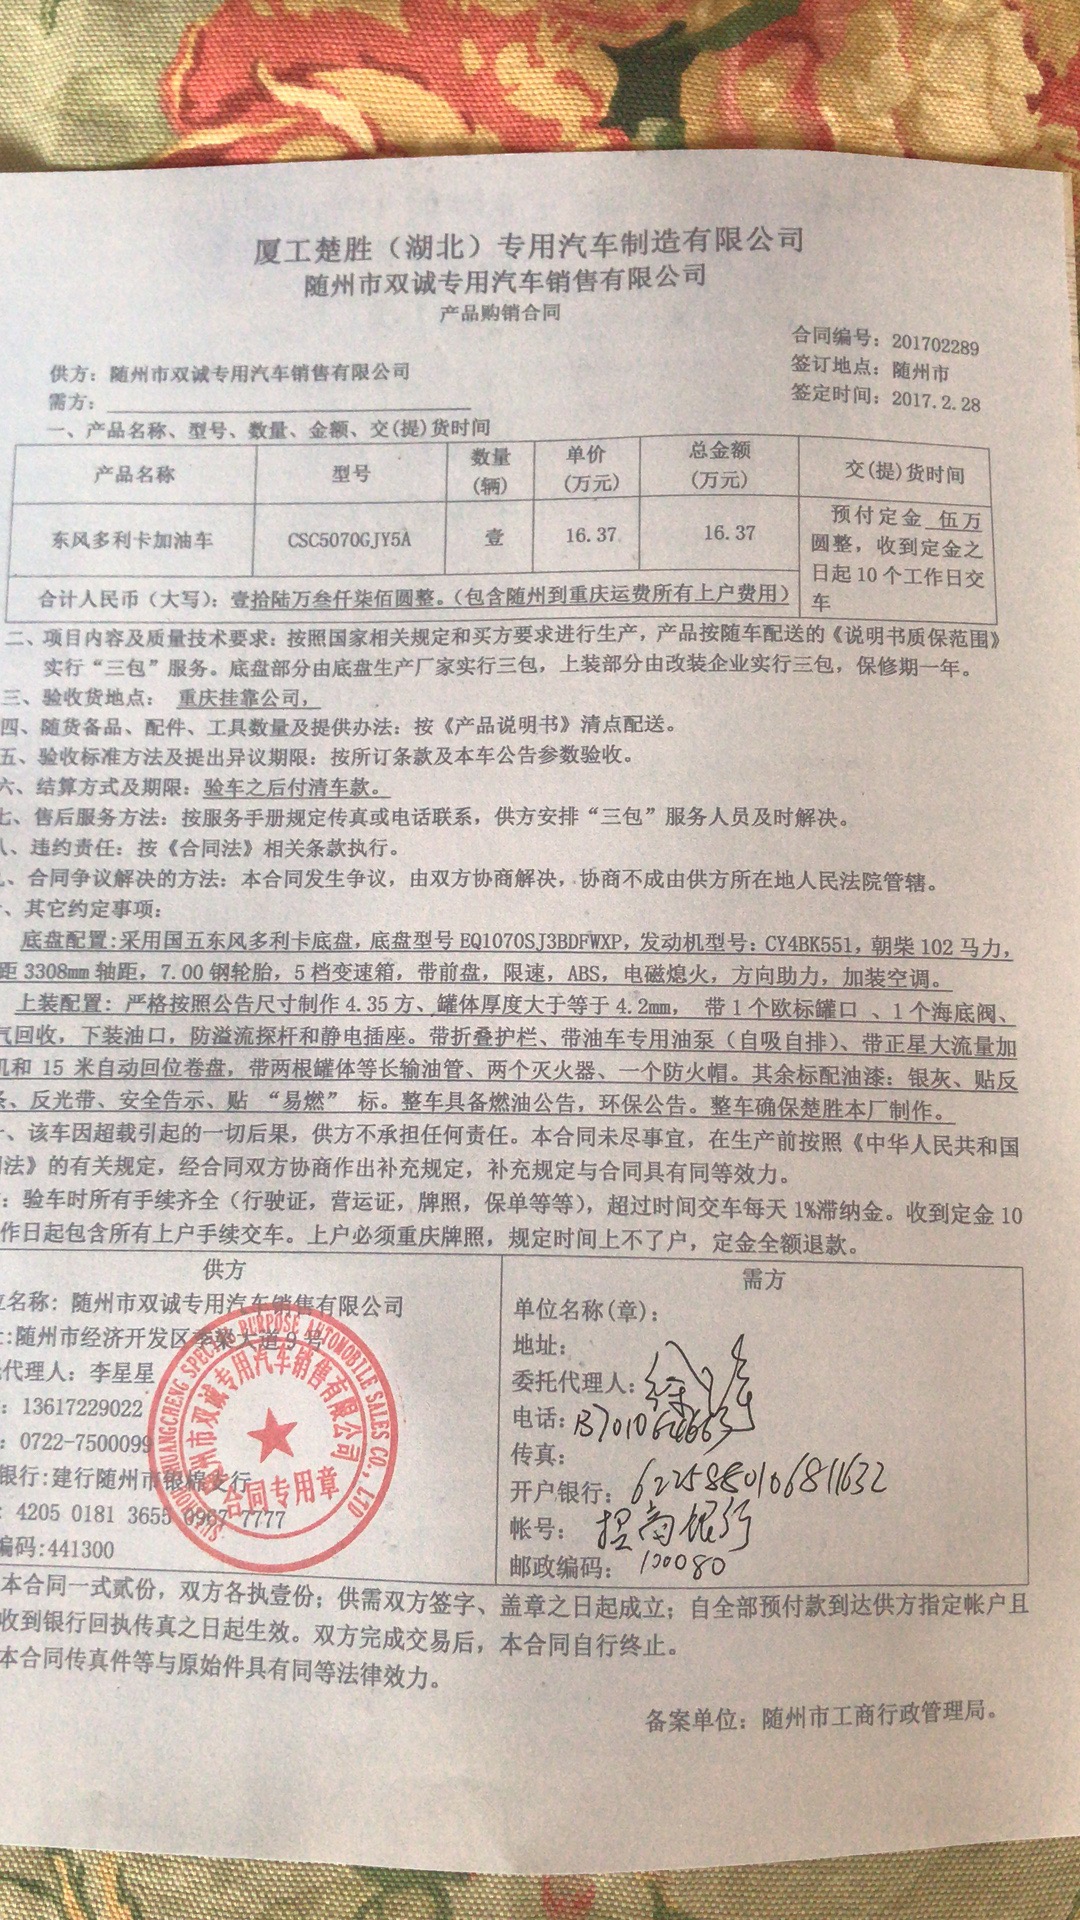 厦工楚胜（湖北）专用汽车制造有限公司
随州市双诚专用汽车销售有限公司
产品购销合同
合同编号：201702289
签订地点：随州市
签定时间：2017.2.28
供方：随州市双诚专用汽车销售有限公司
需方：
一、产品名称、型号、数量、金额、交(提)货时间
产品名称 型号 数量(辆) 单价(万元) 总金额(万元) 交(提)货时间
东风多利卡加油车 CSC5070GJY5A 壹 16.37 16.37 预付定金 伍万圆整，收到定金之日起10个工作日交车
合计人民币（大写）：壹拾陆万叁仟柒佰圆整。（包含随州到重庆运费所有上户费用）
二、项目内容及质量技术要求：按照国家相关规定和买方要求进行生产，产品按随车配送的《说明书质保范围》
实行“三包”服务。底盘部分由底盘生产厂家实行三包，上装部分由改装企业实行三包，保修期一年。
三、验收货地点： 重庆挂靠公司，
四、随货备品、配件、工具数量及提供办法：按《产品说明书》清点配送。
五、验收标准方法及提出异议期限：按所订条款及本车公告参数验收。
六、结算方式及期限：验车之后付清车款。
七、售后服务方法：按服务手册规定传真或电话联系，供方安排“三包”服务人员及时解决。
、违约责任：按《合同法》相关条款执行。
、合同争议解决的方法：本合同发生争议，由双方协商解决，协商不成由供方所在地人民法院管辖。
、其它约定事项：
底盘配置:采用国五东风多利卡底盘，底盘型号EQ1070SJ3BDFWXP，发动机型号：CY4BK551，朝柴102马力，
距3308mm轴距，7.00钢轮胎，5档变速箱，带前盘，限速，ABS，电磁熄火，方向助力，加装空调。
上装配置：严格按照公告尺寸制作4.35方、罐体厚度大于等于4.2mm， 带1个欧标罐口 、1个海底阀、
气回收，下装油口，防溢流探杆和静电插座。带折叠护栏、带油车专用油泵（自吸自排）、带正星大流量加
机和 15 米自动回位卷盘，带两根罐体等长输油管、两个灭火器、一个防火帽。其余标配油漆：银灰、贴反
条、反光带、安全告示、贴 “易燃” 标。整车具备燃油公告，环保公告。整车确保楚胜本厂制作。
、该车因超载引起的一切后果，供方不承担任何责任。本合同未尽事宜，在生产前按照《中华人民共和国
法》的有关规定，经合同双方协商作出补充规定，补充规定与合同具有同等效力。
：验车时所有手续齐全（行驶证，营运证，牌照，保单等等），超过时间交车每天1%滞纳金。收到定金10
作日起包含所有上户手续交车。上户必须重庆牌照，规定时间上不了户，定金全额退款。
供方
位名称: 随州市双诚专用汽车销售有限公司
:随州市经济开发区季梁大道9号
代理人：李星星
：13617229022
：0722-7500099
银行:建行随州市银棉支行
：4205 0181 3655 0967 7777
编码:441300
SUIZHOU SHUANGCHENG SPECIAL PURPOSE AUTOMOBILE SALES CO., LTD
随州市双诚专用汽车销售有限公司
合同专用章
需方
单位名称(章)：
地址：
委托代理人：
电话：
传真：
开户银行：6225880106811632
帐号： 招商银行
邮政编码： 100080
本合同一式贰份，双方各执壹份；供需双方签字、盖章之日起成立；自全部预付款到达供方指定帐户且
收到银行回执传真之日起生效。双方完成交易后，本合同自行终止。
本合同传真件等与原始件具有同等法律效力。
备案单位：随州市工商行政管理局。